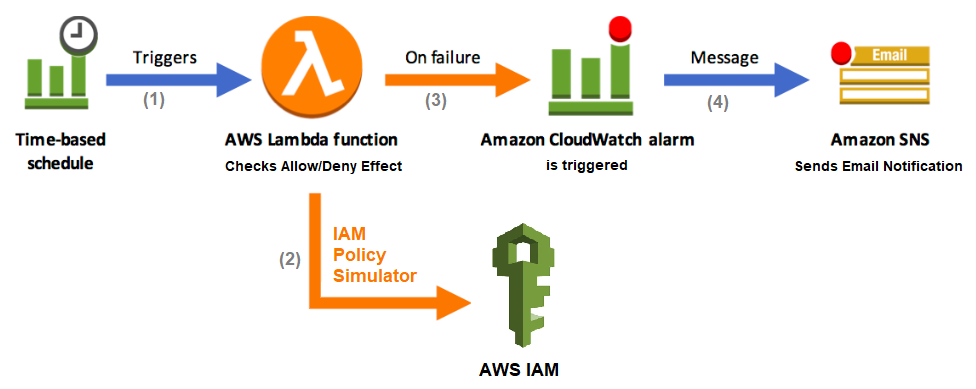 Triggers
(1)
On failure
(3)
Message
(4)
Email
Time-based
schedule
AWS Lambda function
Checks Allow/Deny Effect
Amazon CloudWatch alarm
is triggered
Amazon SNS
Sends Email Notification
(2)
IAM
Policy
Simulator
AWS IAM